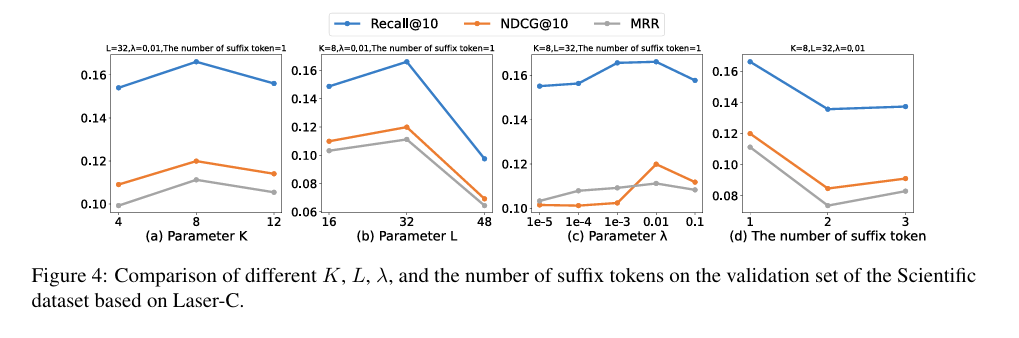 Recall@10 NDCG@10 MRR
L=32,λ=0,01,The number of suffix token=1
K=8,λ=0,01,The number of suffix token=1
K=8,L=32,The number of suffix token=1
K=8,L=32,λ=0,01
0.16
0.14
0.12
0.10
4 8 12
(a) Parameter K
0.16
0.14
0.12
0.10
0.08
0.06
16 32 48
(b) Parameter L
0.16
0.14
0.12
0.10
1e-5 1e-4 1e-3 0.01 0.1
(c) Parameter λ
0.16
0.14
0.12
0.10
0.08
1 2 3
(d) The number of suffix token
Figure 4: Comparison of different K, L, λ, and the number of suffix tokens on the validation set of the Scientific
dataset based on Laser-C.